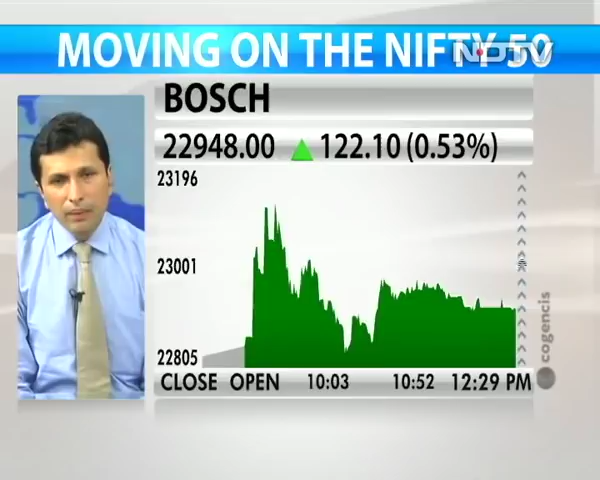 MOVING ON THE NIFTY 50
NDTV
BOSCH
22948.00 ▲ 122.10 (0.53%)
23196
23001
22805
CLOSE OPEN 10:03 10:52 12:29 PM
cogencis